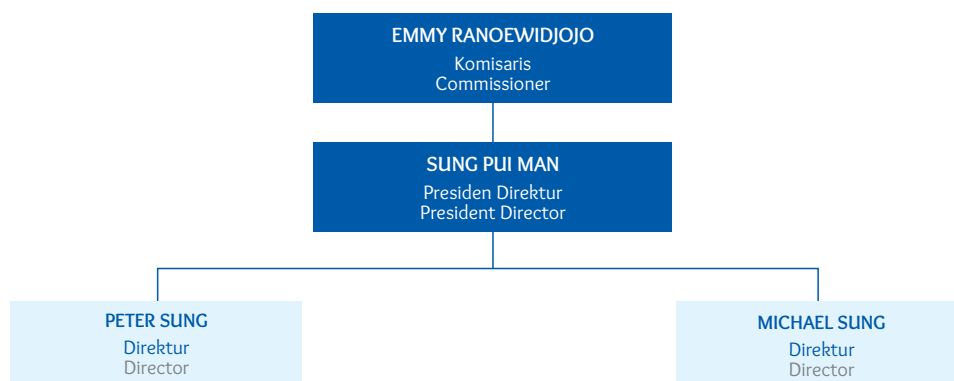 EMMY RANOEWIDJOJO
Komisaris
Commissioner
SUNG PUI MAN
Presiden Direktur
President Director
PETER SUNG
Direktur
Director
MICHAEL SUNG
Direktur
Director